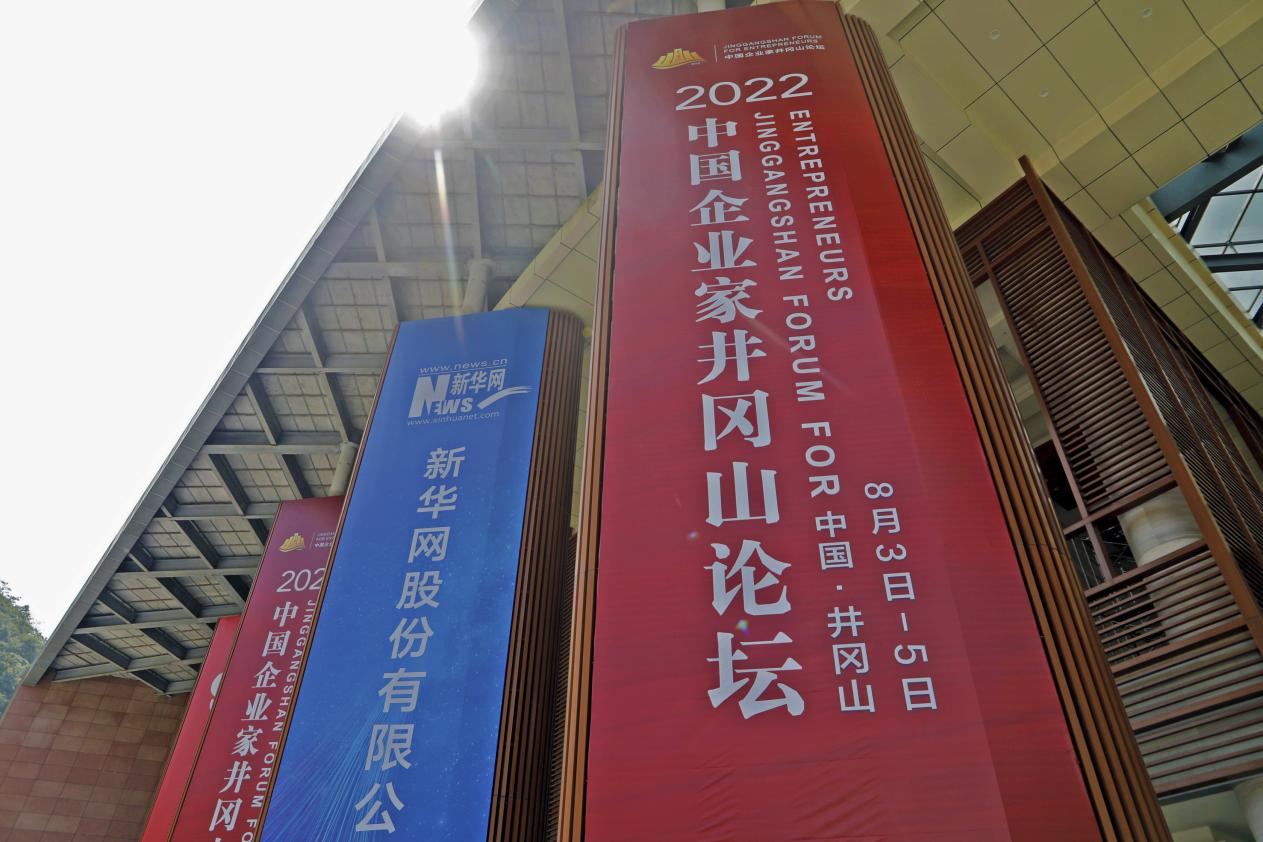 JINGGANGSHAN FORUM
FOR ENTREPRENEURS
中国企业家井冈山论坛
2022
中国企业家井冈山论坛
JINGGANGSHAN FORUM FOR
ENTREPRENEURS
中国·井冈山
8月3日-5日
www.news.cn
NEWS 新华网
www.xinhuanet.com
新华网股份有限公
202
中国企业家井冈
JINGGANGSHAN FORUM FO